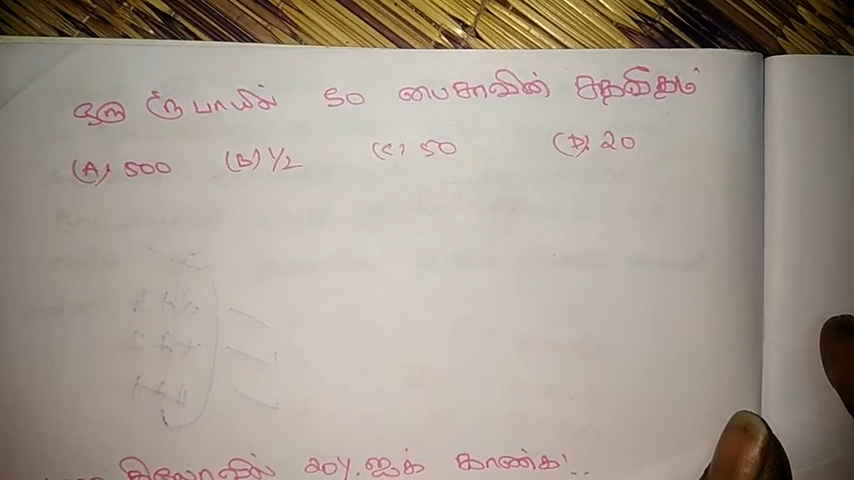 ஒரு ரூபாயில் 50 பைசாவின் சதவிதம்
(A) 500 (B) 1/2 (C) 50 (D) 20
கிலோவில் 20%.ஐக் காண்க!..